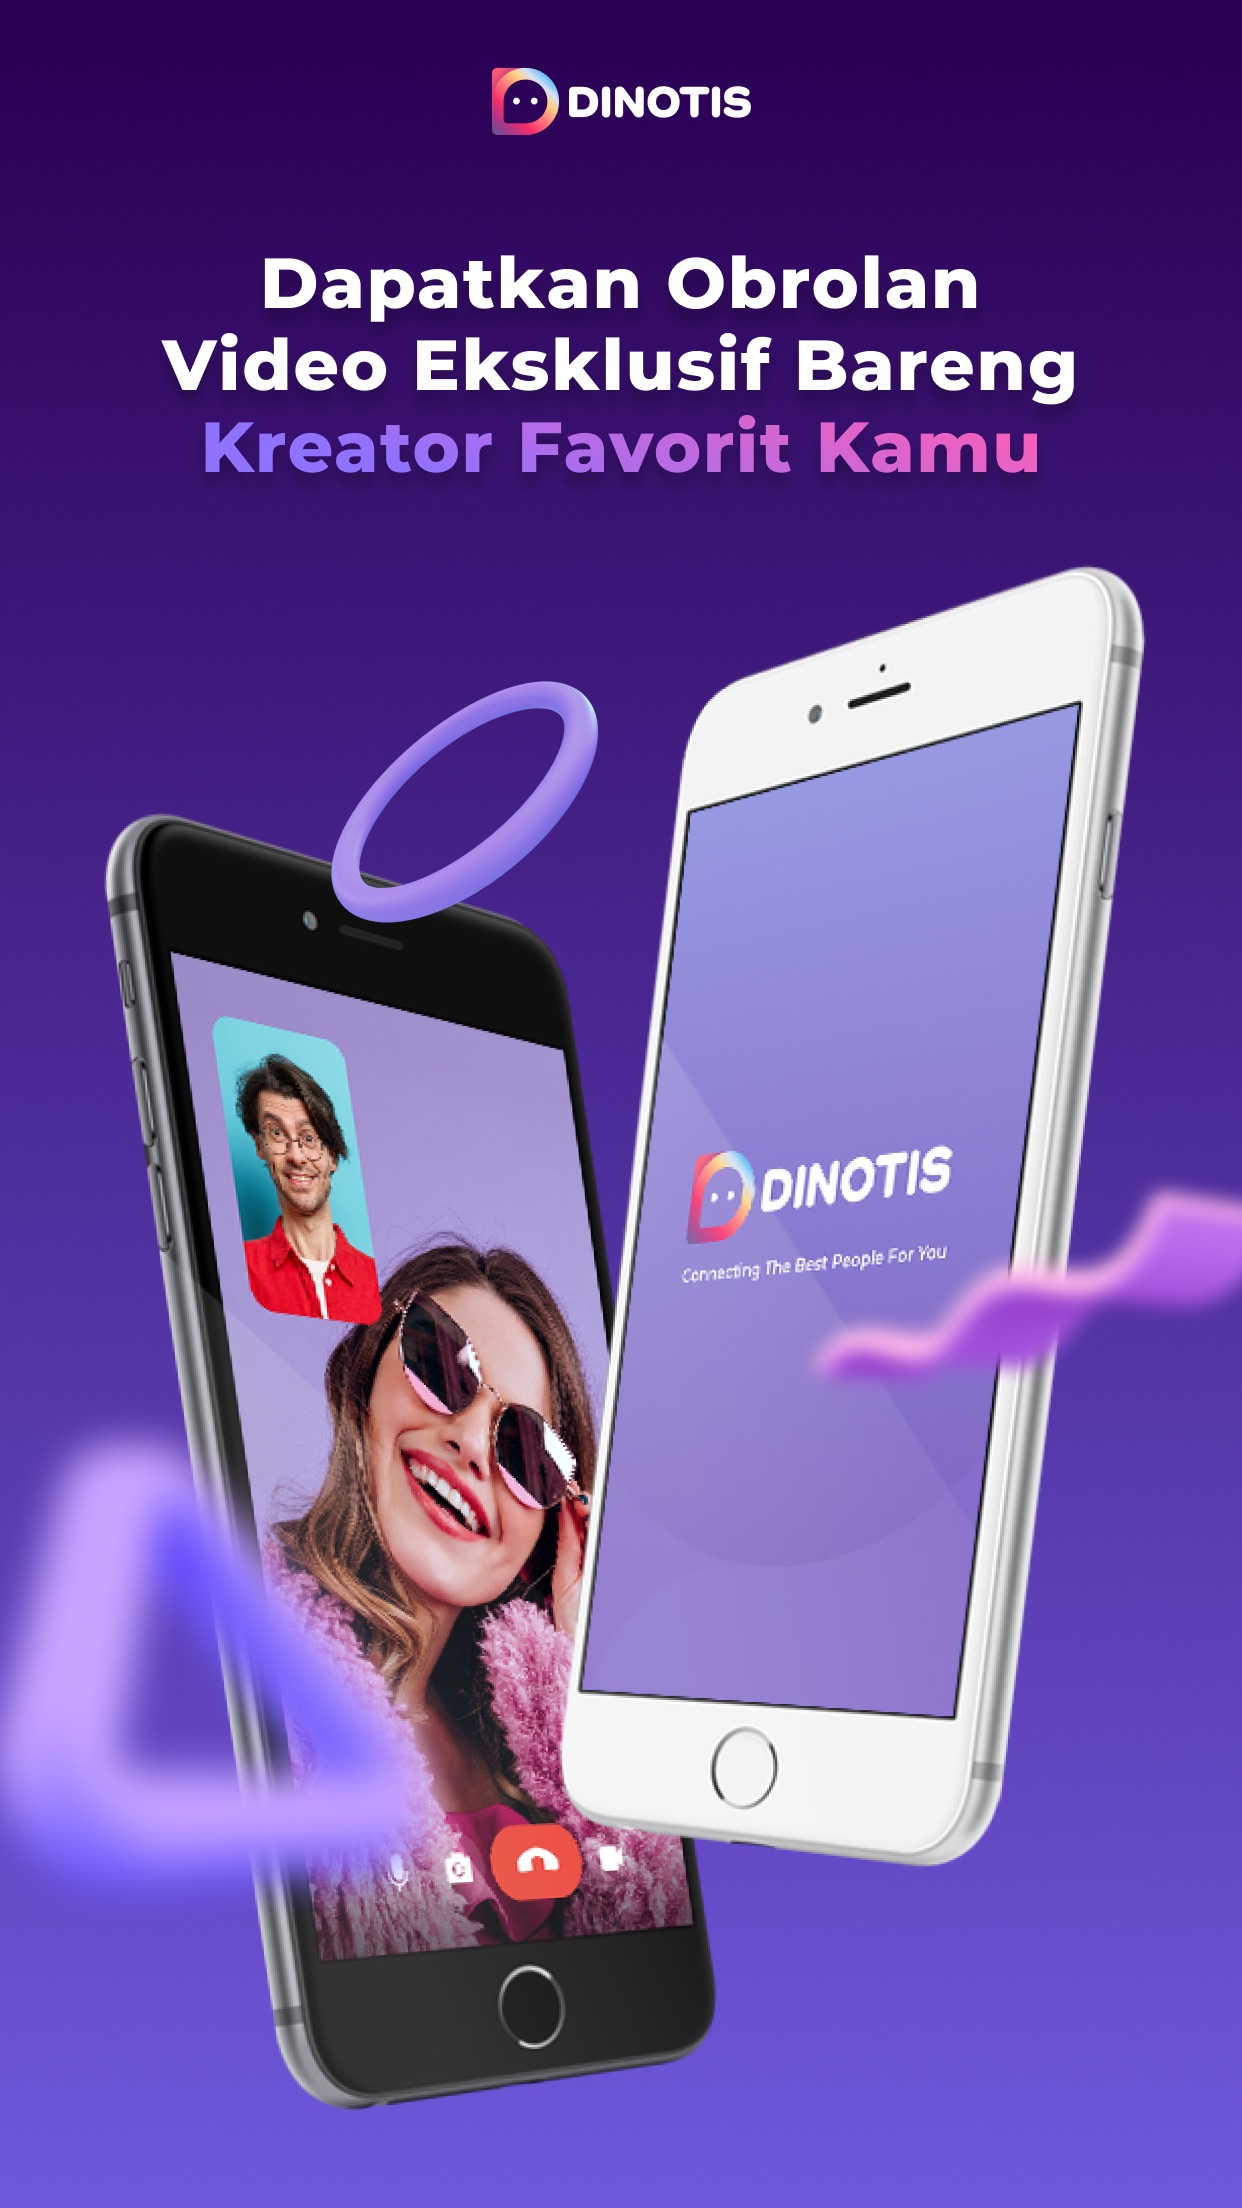 DINOTIS
Dapatkan Obrolan
Video Eksklusif Bareng
Kreator Favorit Kamu
DINOTIS
Connecting The Best People For You